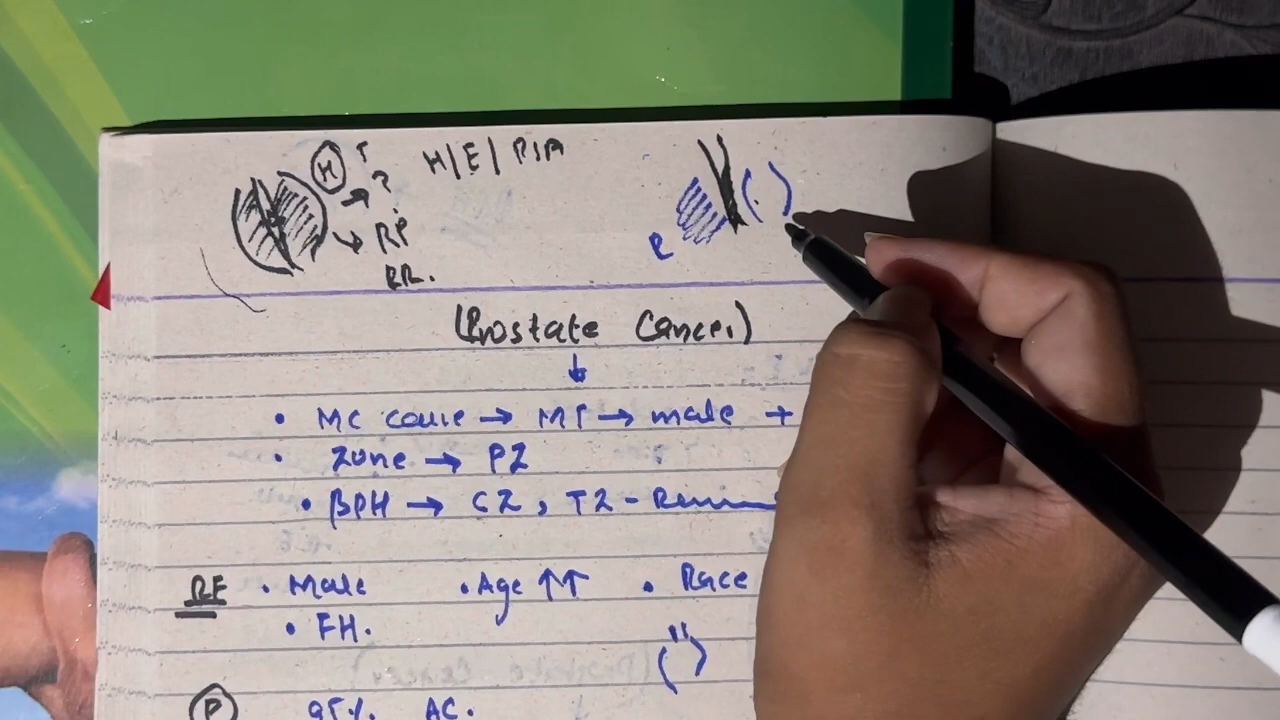 H ?
H/E/ PIA
RP
RR.
R
(Prostate Cancer)
↓
• MC cause → MT → male +
• Zone → PZ
• BPH → CZ, TZ -
RF • Male • Age ↑↑ • Race
• FH.
P 95%. AC.